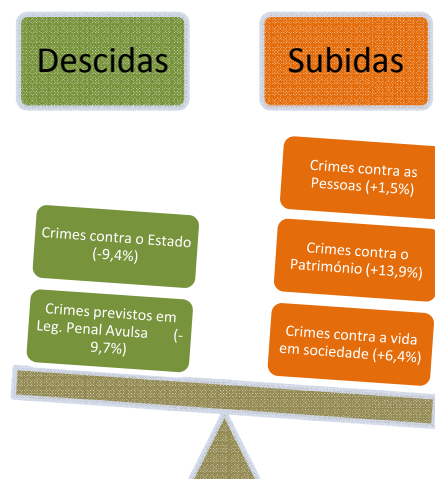 Descidas
Subidas
Crimes contra as
Pessoas (+1,5%)
Crimes contra o Estado
(-9,4%)
Crimes contra o
Património (+13,9%)
Crimes previstos em
Leg. Penal Avulsa (-
9,7%)
Crimes contra a vida
em sociedade (+6,4%)